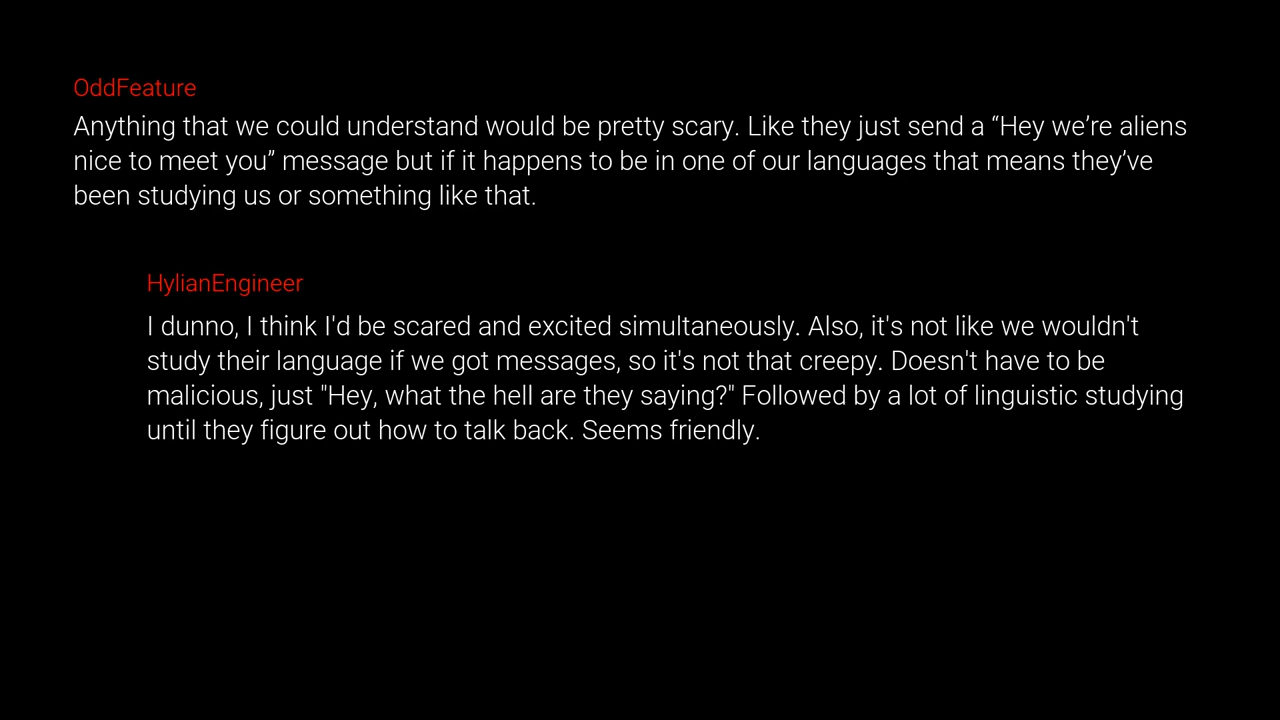 OddFeature
Anything that we could understand would be pretty scary. Like they just send a “Hey we’re aliens
nice to meet you” message but if it happens to be in one of our languages that means they’ve
been studying us or something like that.
HylianEngineer
I dunno, I think I'd be scared and excited simultaneously. Also, it's not like we wouldn't
study their language if we got messages, so it's not that creepy. Doesn't have to be
malicious, just "Hey, what the hell are they saying?" Followed by a lot of linguistic studying
until they figure out how to talk back. Seems friendly.